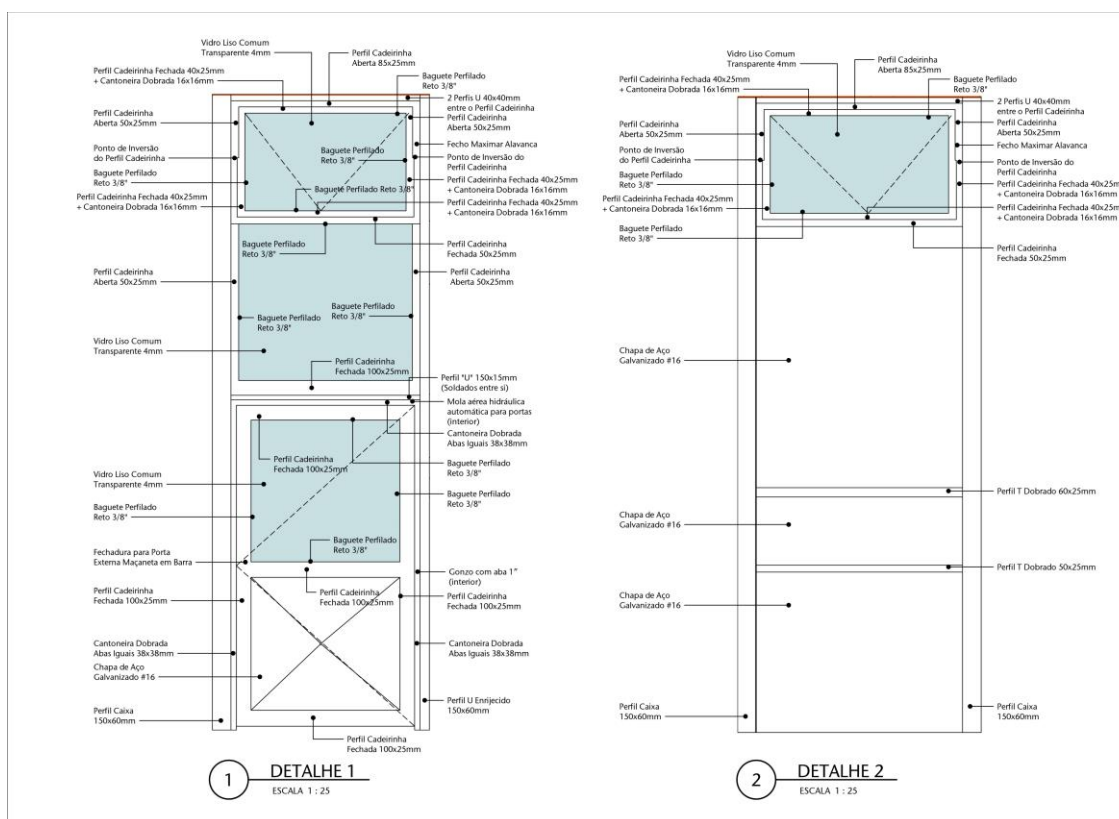 Vidro Liso Comum
Transparente 4mm
Perfil Cadeirinha
Aberta 85x25mm
Perfil Cadeirinha Fechada 40x25mm
+ Cantoneira Dobrada 16x16mm
Baguete Perfilado
Reto 3/8"
2 Perfis U 40x40mm
entre o Perfil Cadeirinha
Perfil Cadeirinha
Aberta 50x25mm
Perfil Cadeirinha
Aberta 50x25mm
Fecho Maximar Alavanca
Ponto de Inversão
do Perfil Cadeirinha
Baguete Perfilado
Reto 3/8"
Ponto de Inversão do
Perfil Cadeirinha
Baguete Perfilado
Reto 3/8"
Perfil Cadeirinha Fechada 40x25mm
+ Cantoneira Dobrada 16x16mm
Baguete Perfilado Reto 3/8"
Perfil Cadeirinha Fechada 40x25mm
+ Cantoneira Dobrada 16x16mm
Perfil Cadeirinha Fechada 40x25mm
+ Cantoneira Dobrada 16x16mm
Baguete Perfilado
Reto 3/8"
Perfil Cadeirinha
Fechada 50x25mm
Perfil Cadeirinha
Aberta 50x25mm
Perfil Cadeirinha
Aberta 50x25mm
Baguete Perfilado
Reto 3/8"
Baguete Perfilado
Reto 3/8"
Vidro Liso Comum
Transparente 4mm
Perfil Cadeirinha
Fechada 100x25mm
Perfil "U" 150x15mm
(Soldados entre si)
Mola aérea hidráulica
automática para portas
(interior)
Cantoneira Dobrada
Abas Iguais 38x38mm
Perfil Cadeirinha
Fechada 100x25mm
Baguete Perfilado
Reto 3/8"
Vidro Liso Comum
Transparente 4mm
Baguete Perfilado
Reto 3/8"
Baguete Perfilado
Reto 3/8"
Baguete Perfilado
Reto 3/8"
Fechadura para Porta
Externa Maçaneta em Barra
Gonzo com aba 1"
(interior)
Perfil Cadeirinha
Fechada 100x25mm
Perfil Cadeirinha
Fechada 100x25mm
Perfil Cadeirinha
Fechada 100x25mm
Cantoneira Dobrada
Abas Iguais 38x38mm
Cantoneira Dobrada
Abas Iguais 38x38mm
Chapa de Aço
Galvanizado #16
Perfil Caixa
150x60mm
Perfil U Enrijecido
150x60mm
Perfil Cadeirinha
Fechada 100x25mm
1
DETALHE 1
ESCALA 1 : 25
Vidro Liso Comum
Transparente 4mm
Perfil Cadeirinha
Aberta 85x25mm
Perfil Cadeirinha Fechada 40x25mm
+ Cantoneira Dobrada 16x16mm
Baguete Perfilado
Reto 3/8"
2 Perfis U 40x40mm
entre o Perfil Cadeirinha
Perfil Cadeirinha
Aberta 50x25mm
Perfil Cadeirinha
Aberta 50x25mm
Fecho Maximar Alavanca
Ponto de Inversão
do Perfil Cadeirinha
Ponto de Inversão do
Perfil Cadeirinha
Baguete Perfilado
Reto 3/8"
Perfil Cadeirinha Fechada 40x25mm
+ Cantoneira Dobrada 16x16mm
Perfil Cadeirinha Fechada 40x25mm
+ Cantoneira Dobrada 16x16mm
Perfil Cadeirinha Fechada 40x25mm
+ Cantoneira Dobrada 16x16mm
Baguete Perfilado
Reto 3/8"
Perfil Cadeirinha
Fechada 50x25mm
Chapa de Aço
Galvanizado #16
Perfil T Dobrado 60x25mm
Chapa de Aço
Galvanizado #16
Perfil T Dobrado 50x25mm
Chapa de Aço
Galvanizado #16
Perfil Caixa
150x60mm
Perfil Caixa
150x60mm
2
DETALHE 2
ESCALA 1 : 25